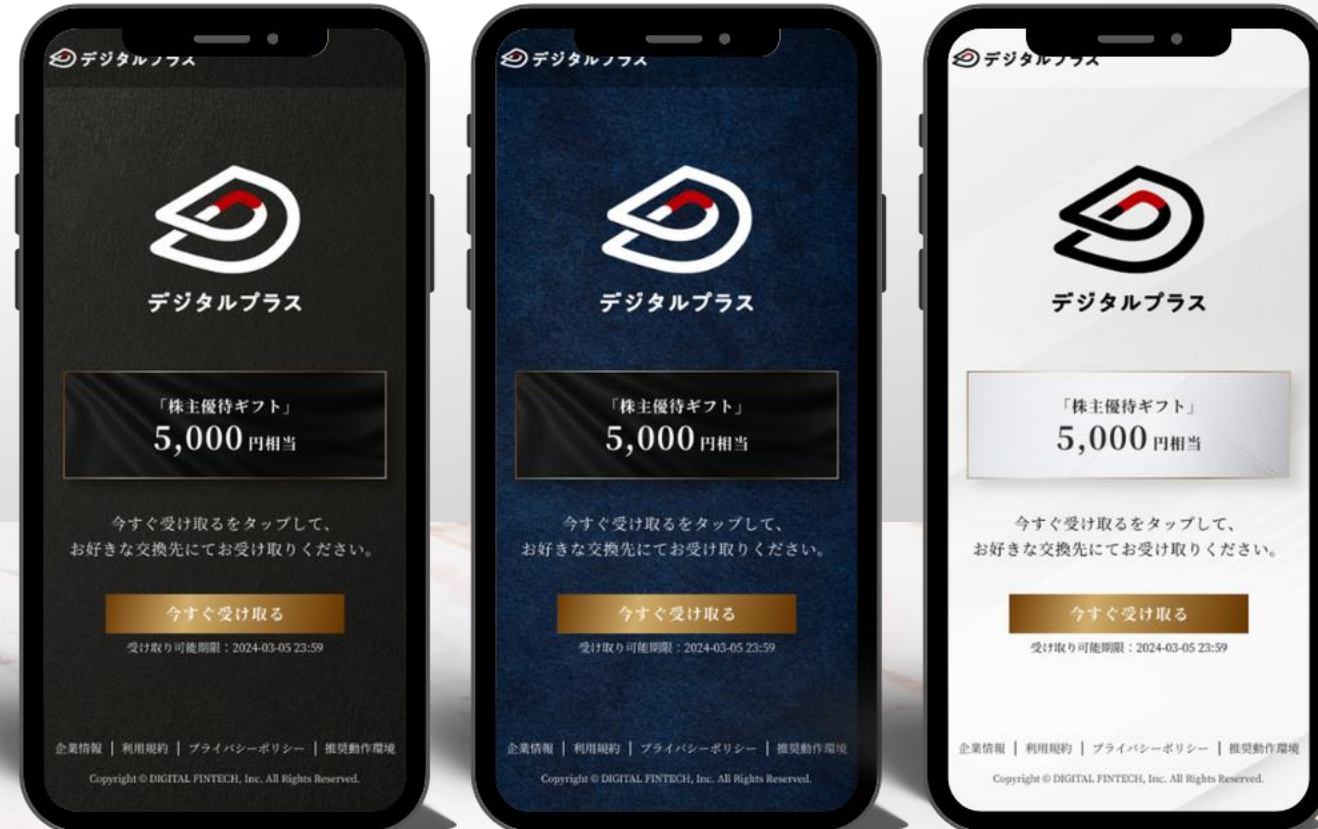 デジタルプラス
デジタルプラス
「株主優待ギフト」
5,000 円相当
今すぐ受け取るをタップして、
お好きな交換先にてお受け取りください。
今すぐ受け取る
受け取り可能期限：2024-03-05 23:59
企業情報 | 利用規約 | プライバシーポリシー | 推奨動作環境
Copyright © DIGITAL FINTECH, Inc. All Rights Reserved.
デジタルプラス
デジタルプラス
「株主優待ギフト」
5,000 円相当
今すぐ受け取るをタップして、
お好きな交換先にてお受け取りください。
今すぐ受け取る
受け取り可能期限：2024-03-05 23:59
企業情報 | 利用規約 | プライバシーポリシー | 推奨動作環境
Copyright © DIGITAL FINTECH, Inc. All Rights Reserved.
デジタルプラス
デジタルプラス
「株主優待ギフト」
5,000 円相当
今すぐ受け取るをタップして、
お好きな交換先にてお受け取りください。
今すぐ受け取る
受け取り可能期限：2024-03-05 23:59
企業情報 | 利用規約 | プライバシーポリシー | 推奨動作環境
Copyright © DIGITAL FINTECH, Inc. All Rights Reserved.